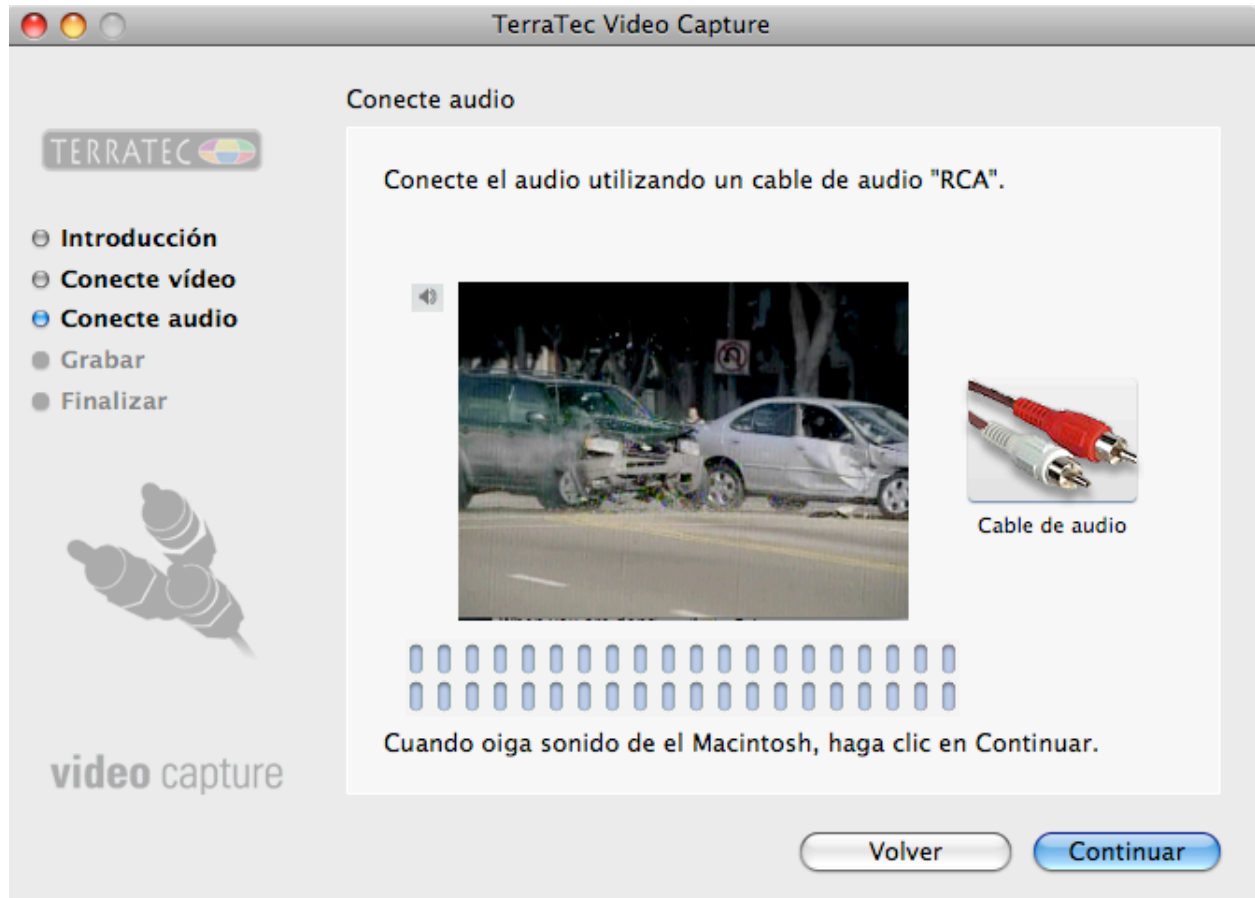 TerraTec Video Capture
Conecte audio
TERRATEC
Conecte el audio utilizando un cable de audio "RCA".
Introducción
Conecte vídeo
Conecte audio
Grabar
Finalizar
Cable de audio
Cuando oiga sonido de el Macintosh, haga clic en Continuar.
video capture
Volver
Continuar